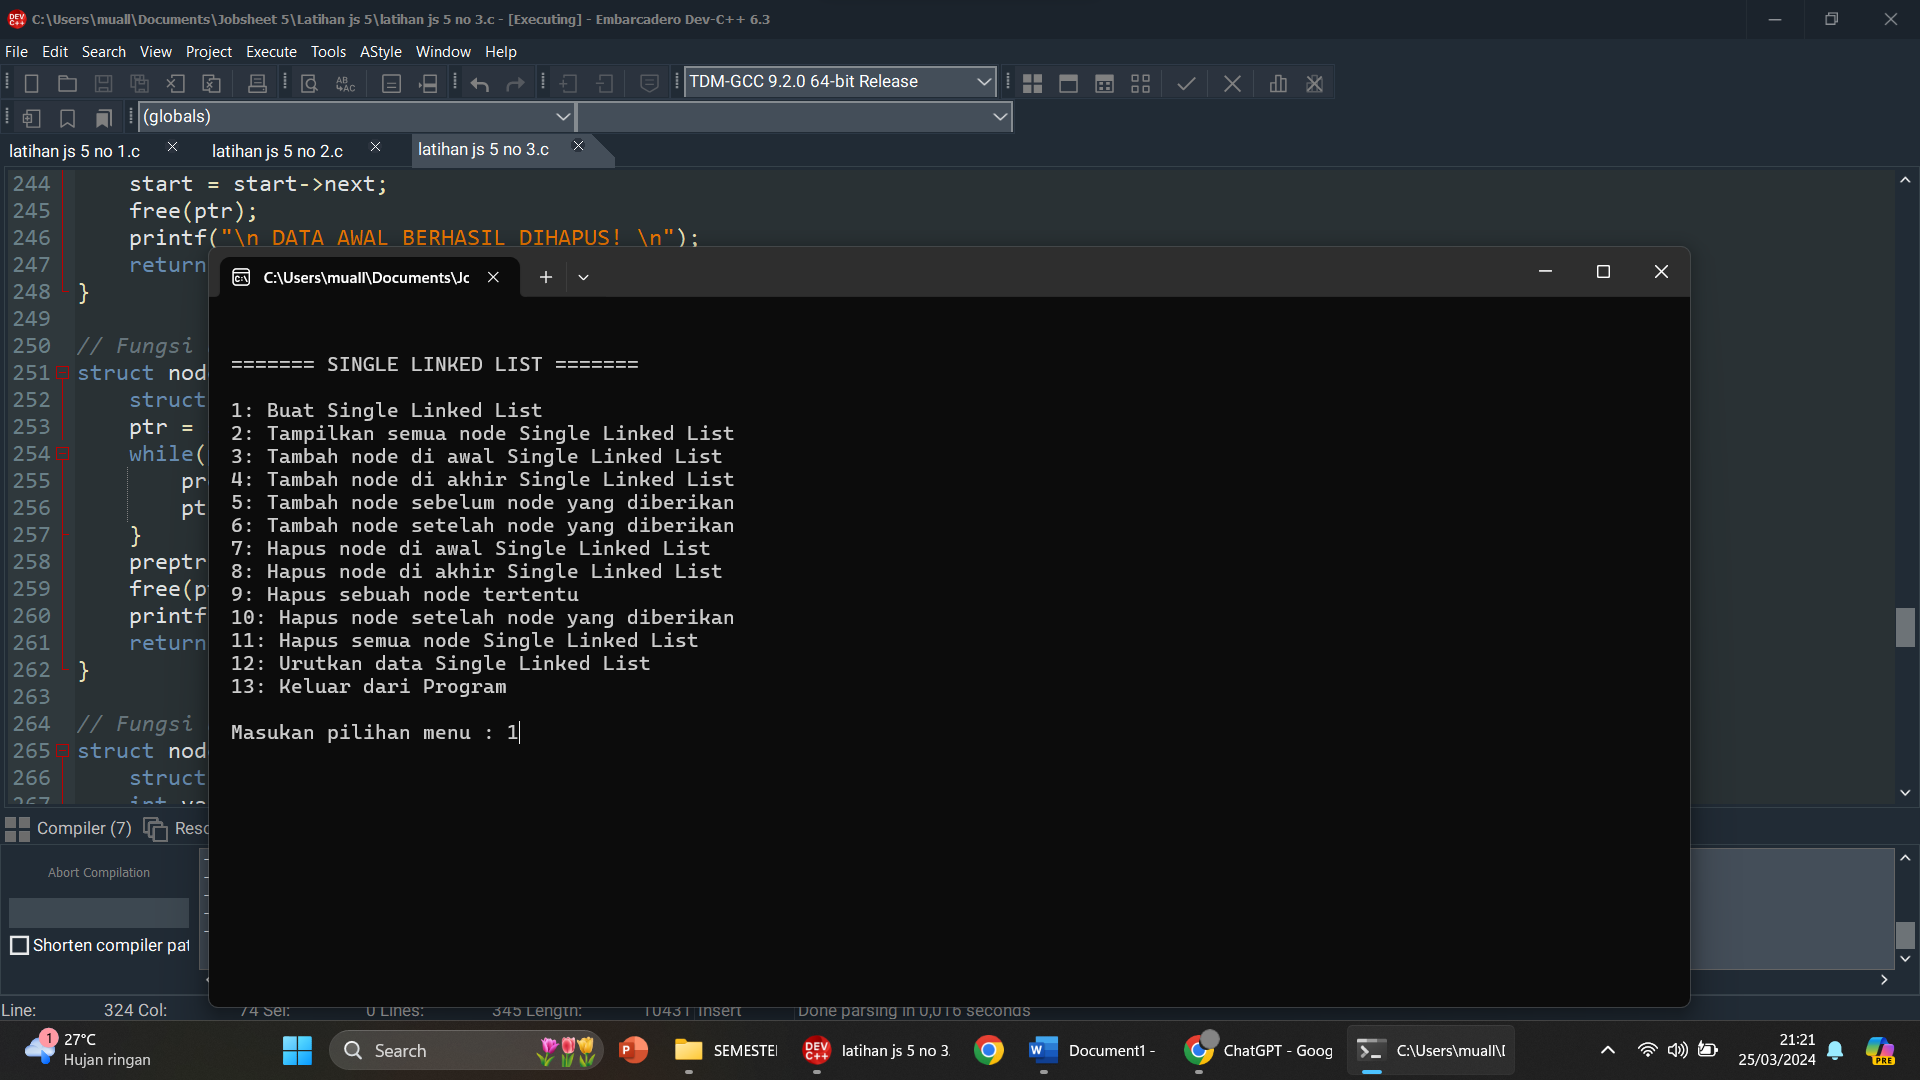 C:\Users\muall\Documents\Jobsheet 5\Latihan js 5\latihan js 5 no 3.c - [Executing] - Embarcadero Dev-C++ 6.3
File Edit Search View Project Execute Tools AStyle Window Help
TDM-GCC 9.2.0 64-bit Release
(globals)
latihan js 5 no 1.c latihan js 5 no 2.c latihan js 5 no 3.c
244 start = start->next;
245 free(ptr);
246 printf("\n DATA AWAL BERHASIL DIHAPUS! \n");
247 return
248 }
249
250 // Fungsi
251 struct nod
252 struct
253 ptr =
254 while(
255 pr
256 pt
257 }
258 preptr
259 free(p
260 printf
261 return
262 }
263
264 // Fungsi
265 struct nod
266 struct
267 int va
C:\Users\muall\Documents\Jc
======= SINGLE LINKED LIST =======
1: Buat Single Linked List
2: Tampilkan semua node Single Linked List
3: Tambah node di awal Single Linked List
4: Tambah node di akhir Single Linked List
5: Tambah node sebelum node yang diberikan
6: Tambah node setelah node yang diberikan
7: Hapus node di awal Single Linked List
8: Hapus node di akhir Single Linked List
9: Hapus sebuah node tertentu
10: Hapus node setelah node yang diberikan
11: Hapus semua node Single Linked List
12: Urutkan data Single Linked List
13: Keluar dari Program
Masukan pilihan menu : 1
Compiler (7) Reso
Abort Compilation
Shorten compiler pat
Line: 324 Col: 74 Sel: 0 Lines: 345 Length: 10431 Insert Done parsing in 0,016 seconds
1 27°C
Hujan ringan
Search
SEMESTE
latihan js 5 no 3.
Document1 -
ChatGPT - Goog
C:\Users\muall\D
21:21
25/03/2024
PRE